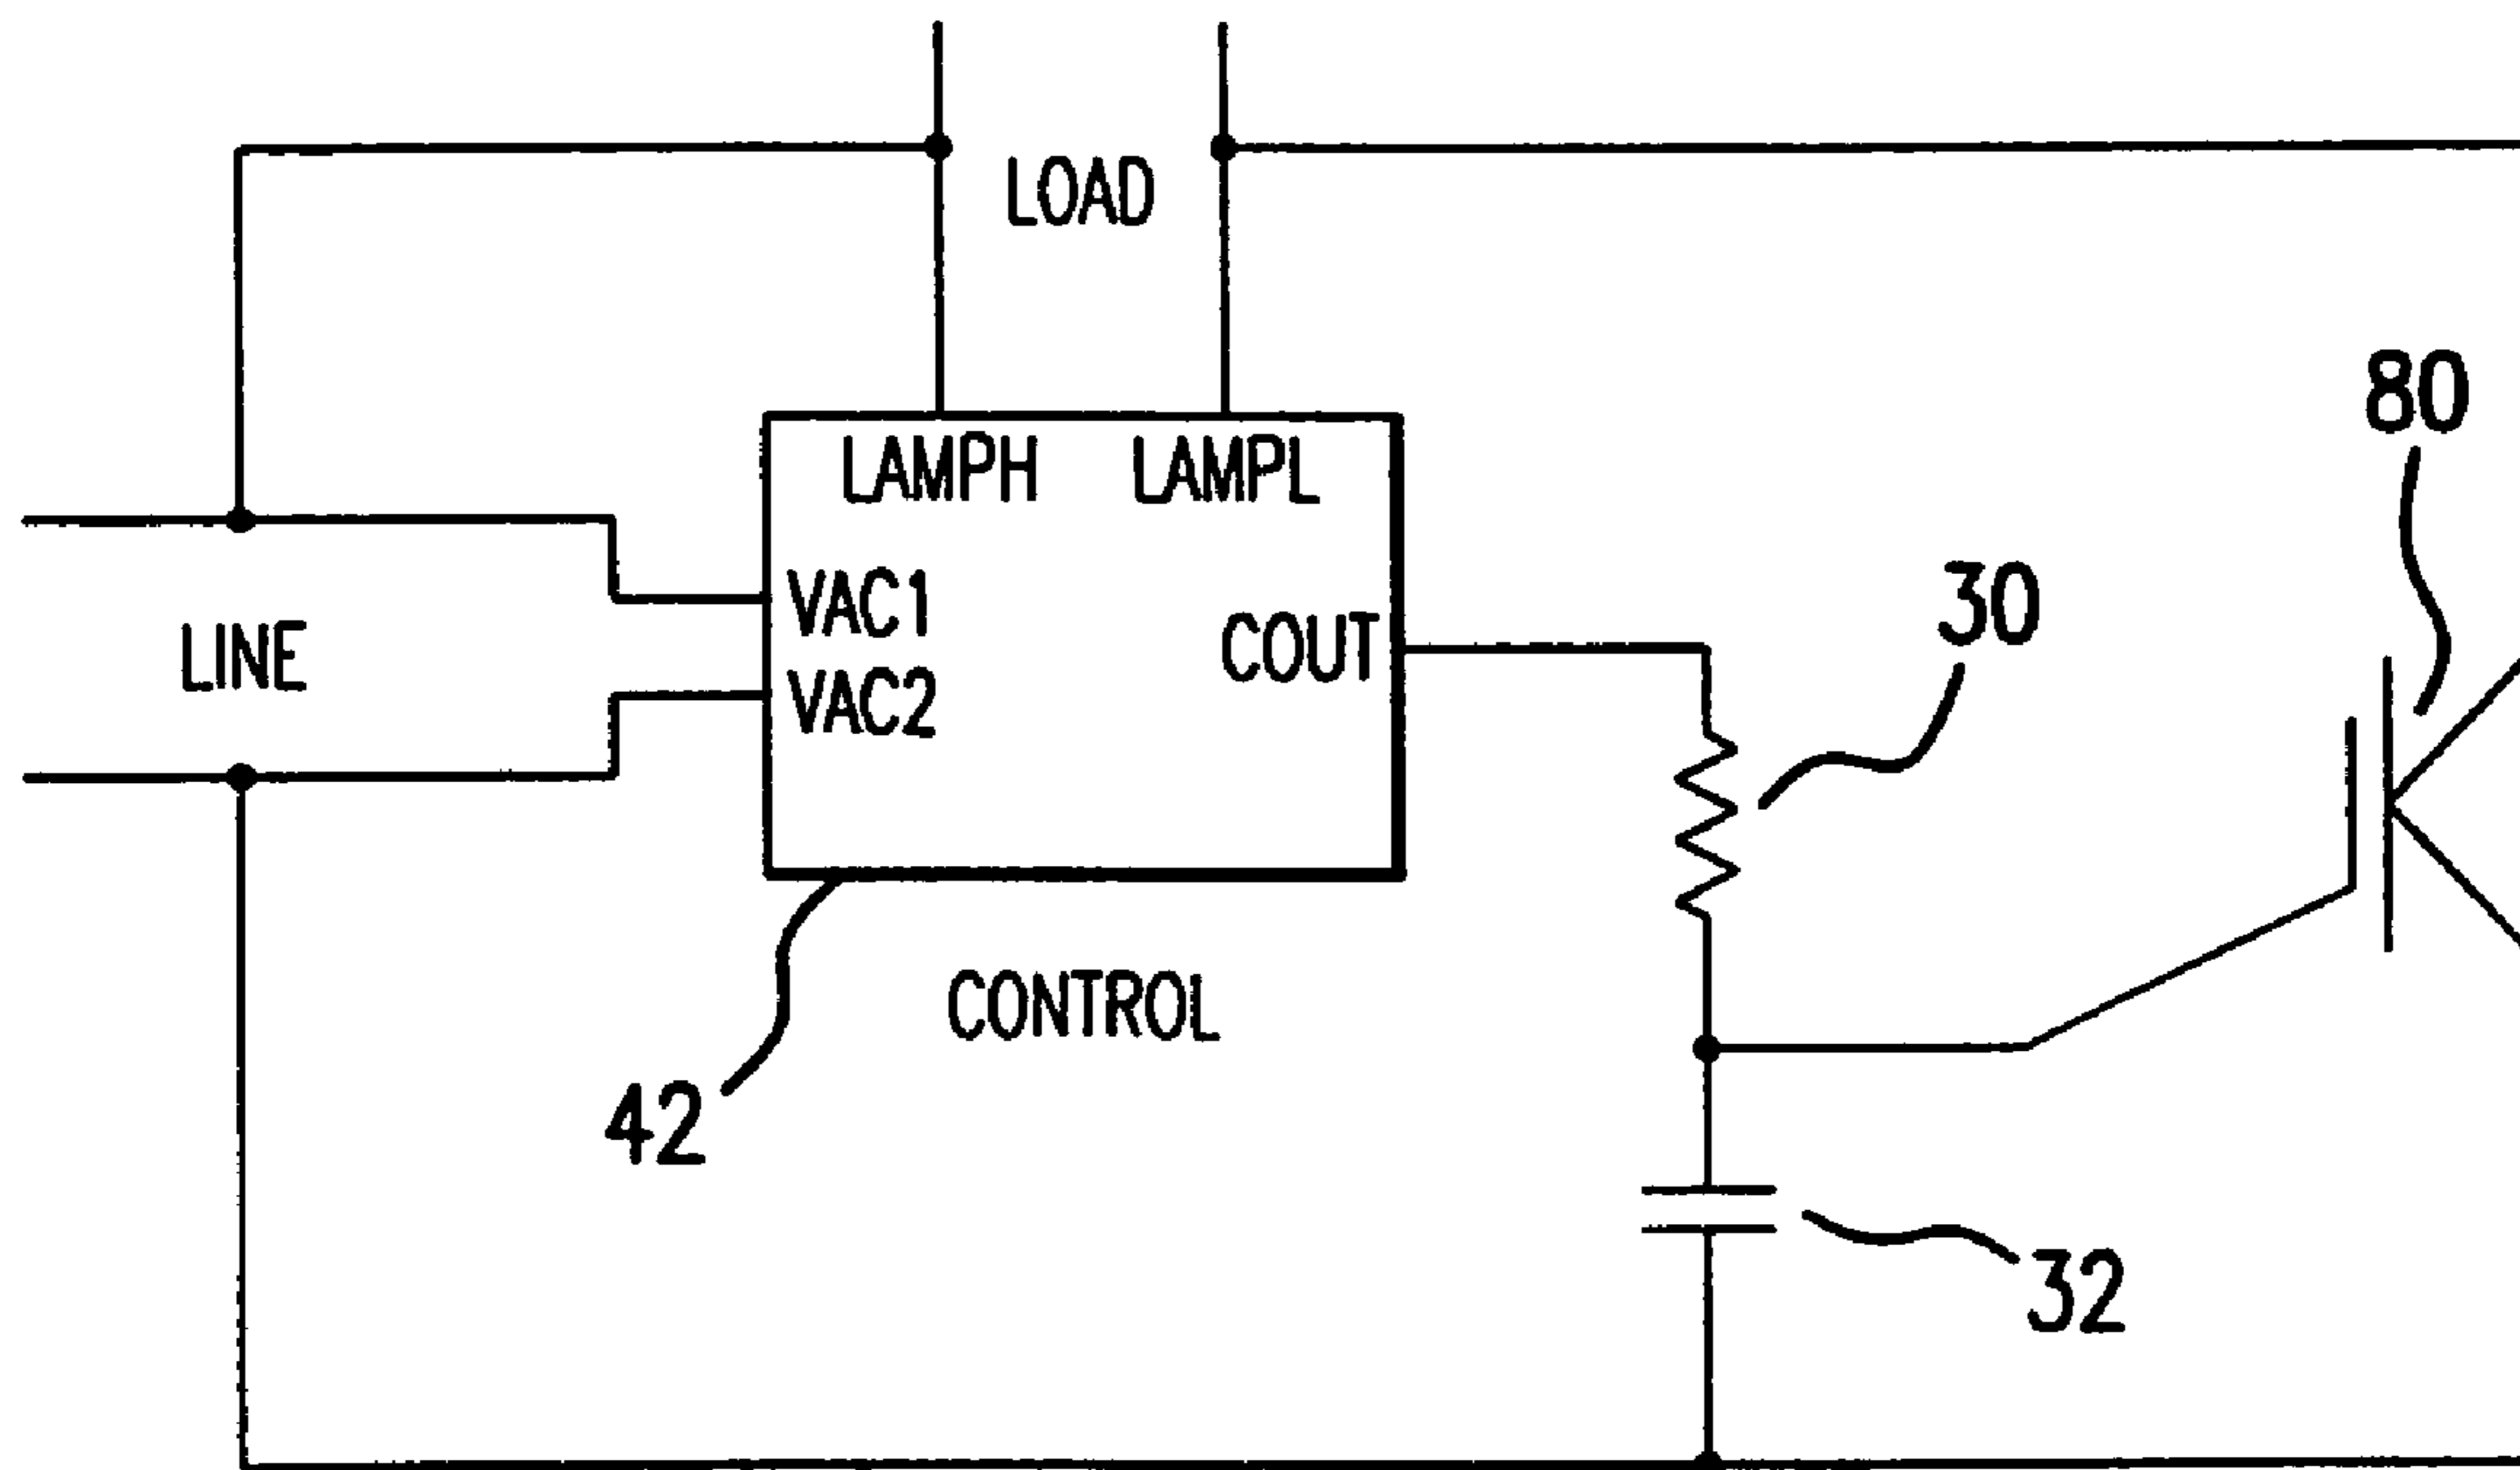 LOAD
80
LAMPH LAMPL
30
VAC1
COUT
LINE
VAC2
CONTROL
42
32